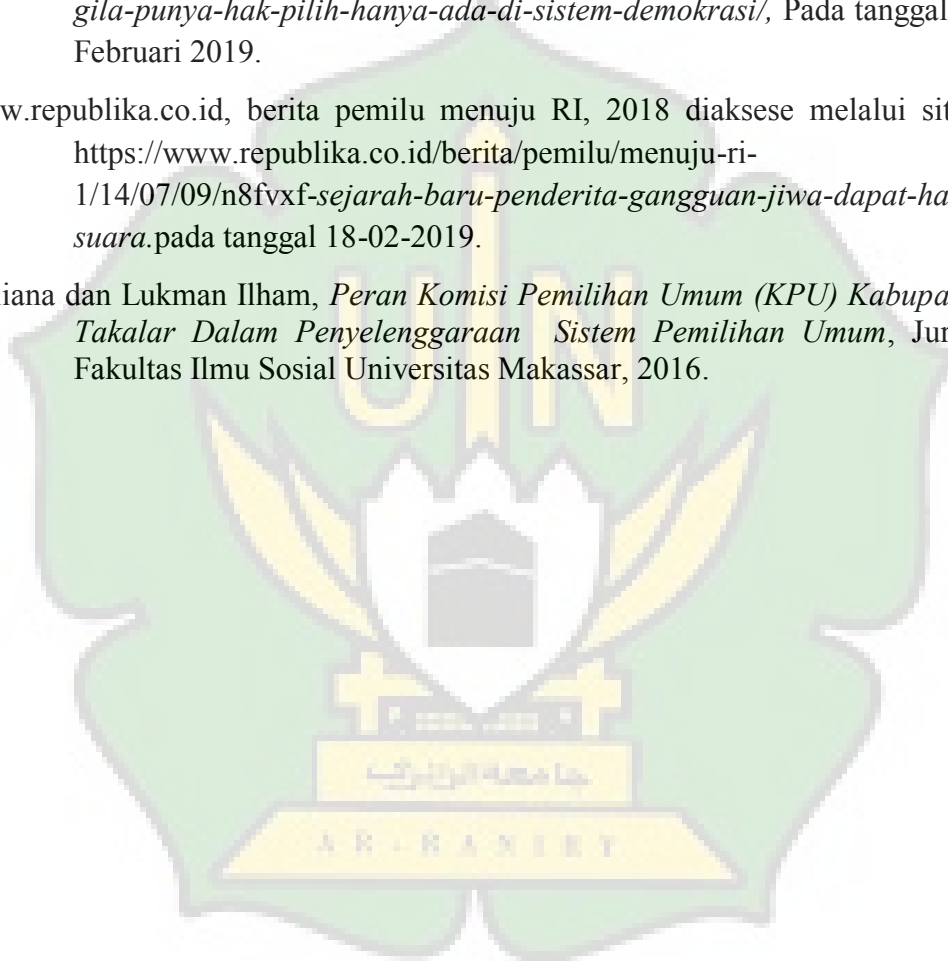 gila-punya-hak-pilih-hanya-ada-di-sistem-demokrasi/, Pada tanggal
Februari 2019.
w.republika.co.id, berita pemilu menuju RI, 2018 diaksese melalui sit
https://www.republika.co.id/berita/pemilu/menuju-ri-
1/14/07/09/n8fvxf-sejarah-baru-penderita-gangguan-jiwa-dapat-ha
suara.pada tanggal 18-02-2019.
iana dan Lukman Ilham, Peran Komisi Pemilihan Umum (KPU) Kabupa
Takalar Dalam Penyelenggaraan Sistem Pemilihan Umum, Jur
Fakultas Ilmu Sosial Universitas Makassar, 2016.
UIN
جامعة الرانيري
AR-RANIRY